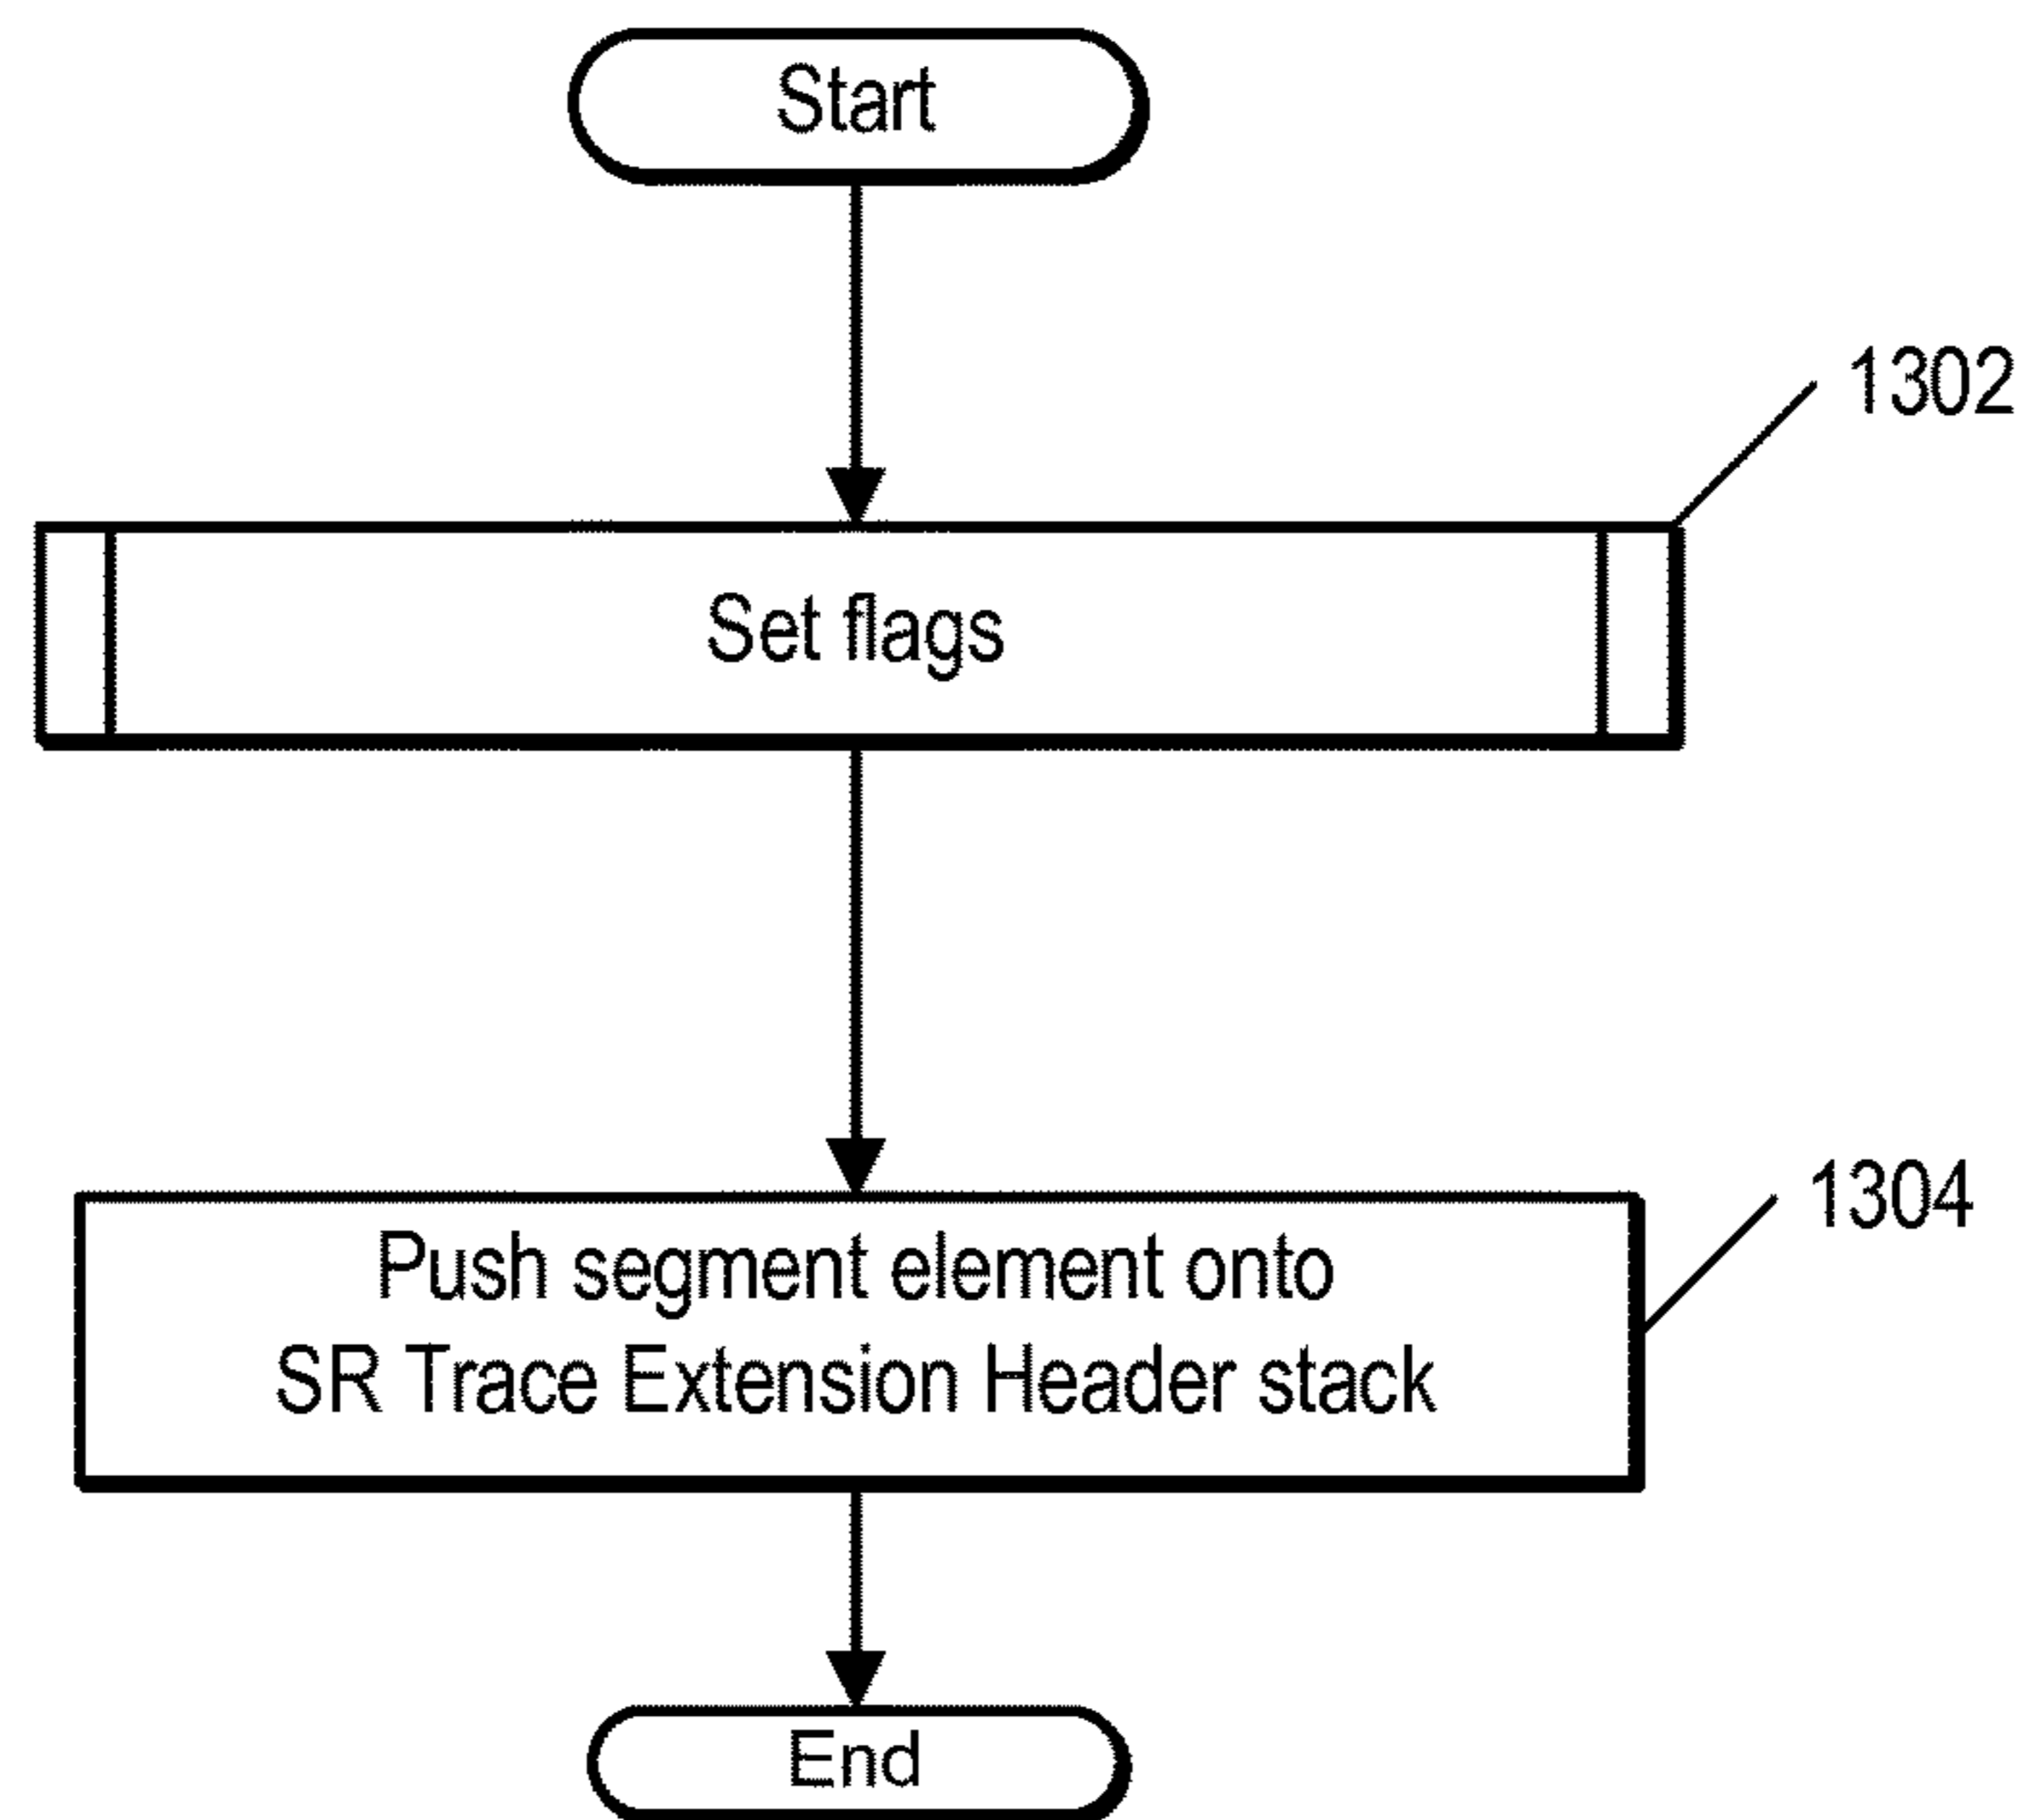 Start
1302
Set flags
1304
Push segment element onto
SR Trace Extension Header stack
End